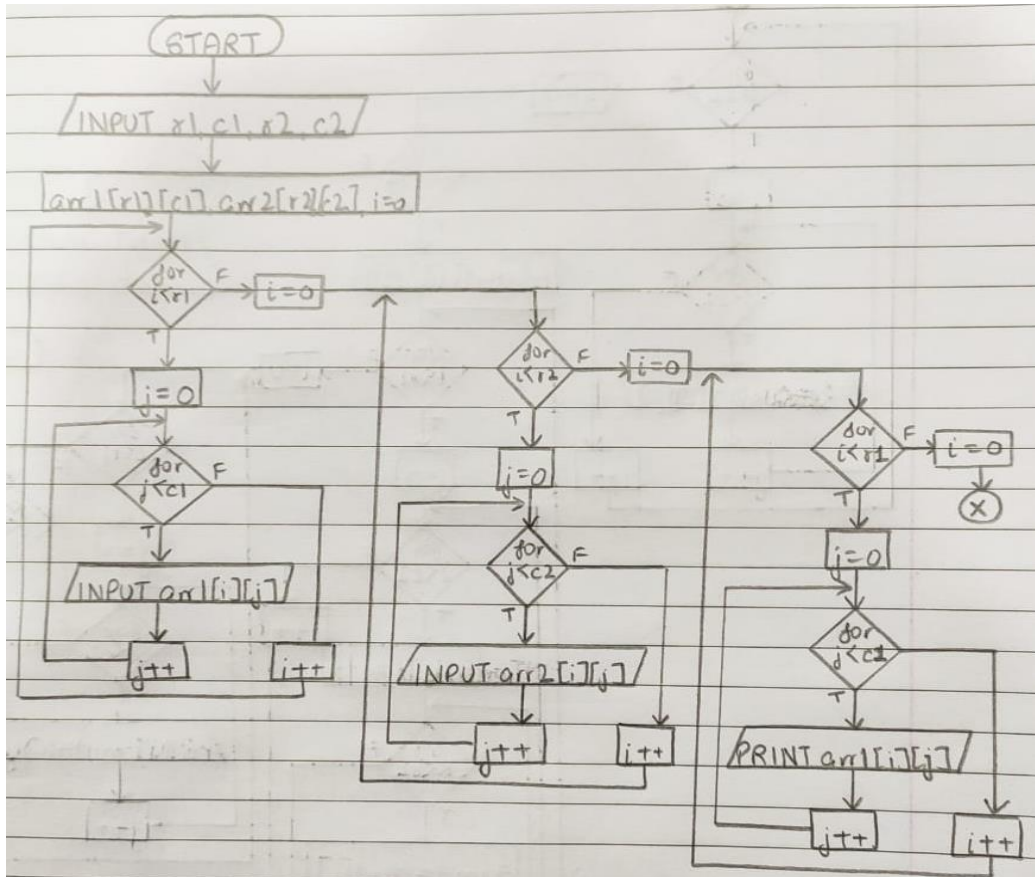 START
INPUT r1, c1, r2, c2
arr1[r1][c1], arr2[r2][c2], i=0
for
i<r1
F
i=0
T
j=0
for
j<c1
F
T
INPUT arr1[i][j]
j++
i++
for
i<r2
F
i=0
T
j=0
for
j<c2
F
T
INPUT arr2[i][j]
j++
i++
for
i<r1
F
i=0
X
T
j=0
for
j<c1
T
PRINT arr1[i][j]
j++
i++